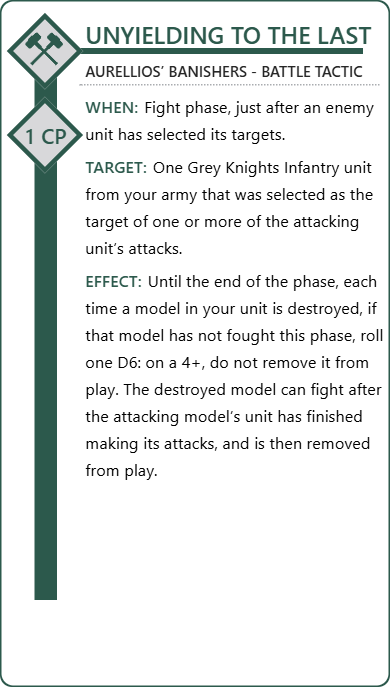 UNYIELDING TO THE LAST
AURELLIOS’ BANISHERS - BATTLE TACTIC
WHEN: Fight phase, just after an enemy
unit has selected its targets.
1 CP
TARGET: One Grey Knights Infantry unit
from your army that was selected as the
target of one or more of the attacking
unit’s attacks.
EFFECT: Until the end of the phase, each
time a model in your unit is destroyed, if
that model has not fought this phase, roll
one D6: on a 4+, do not remove it from
play. The destroyed model can fight after
the attacking model’s unit has finished
making its attacks, and is then removed
from play.